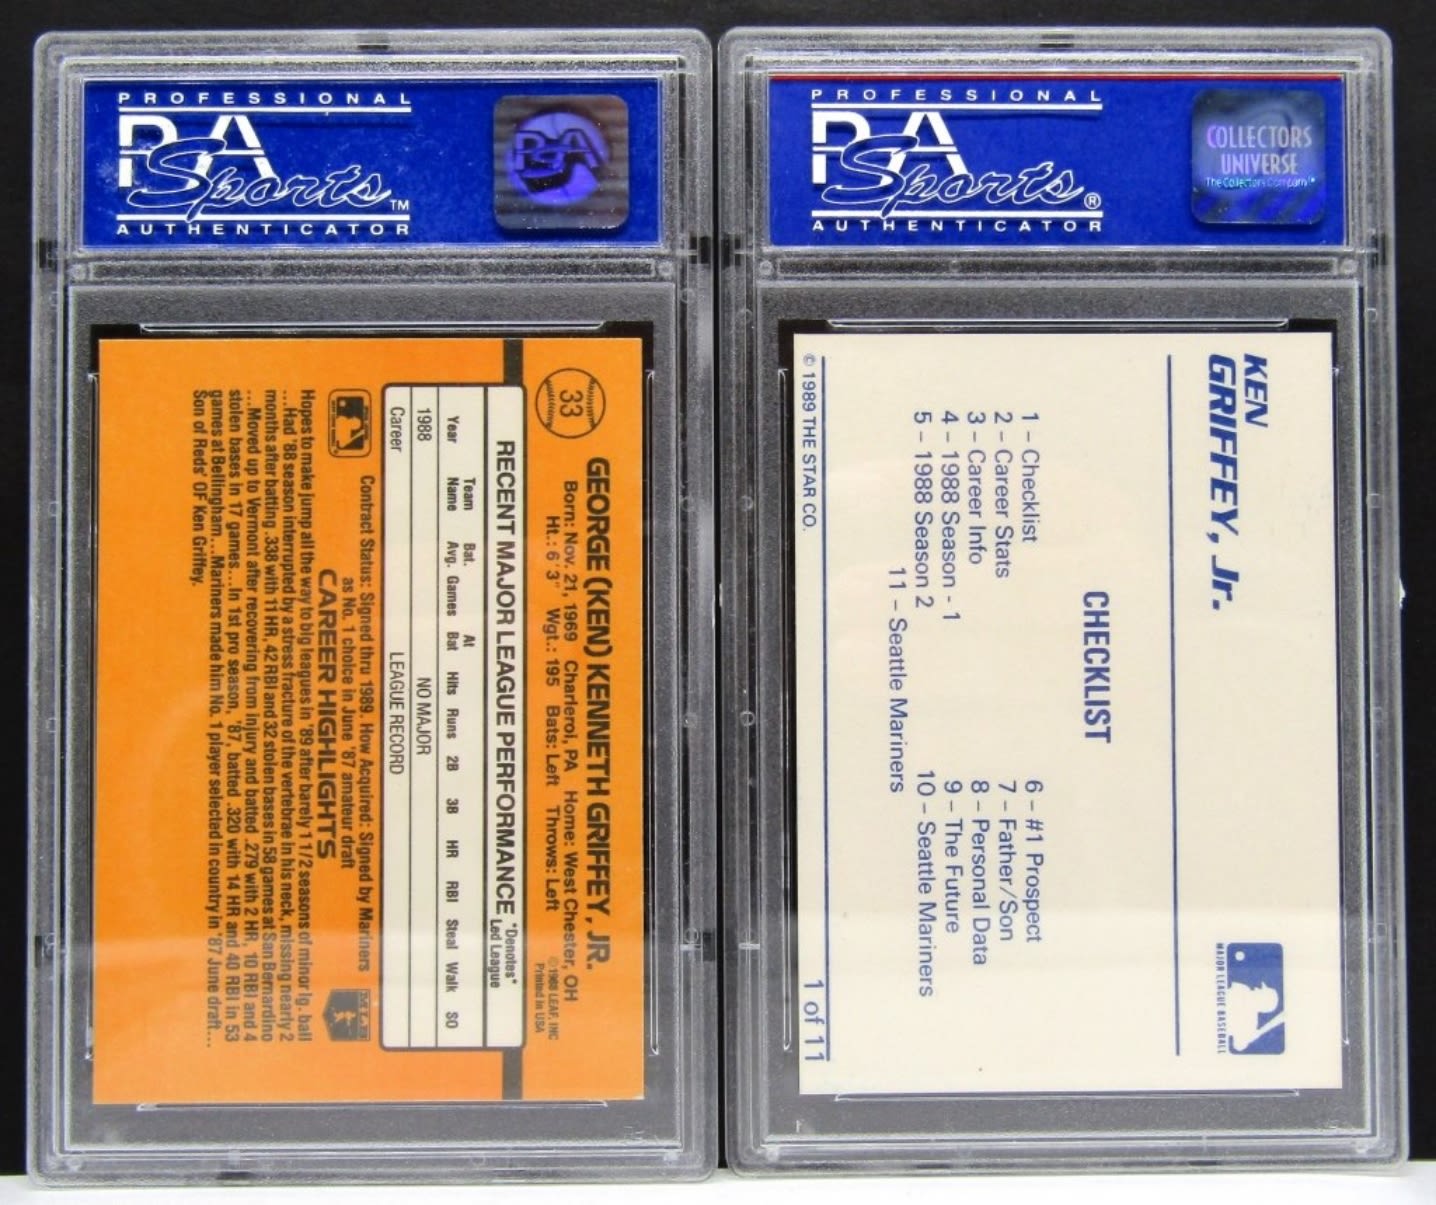 PROFESSIONAL
PSA
Sports™
AUTHENTICATOR
PSA
33
GEORGE (KEN) KENNETH GRIFFEY, JR.
Born: Nov. 21, 1969 Charleroi, PA Home: West Chester, OH
Ht.: 6'3" Wgt.: 195 Bats: Left Throws: Left
©1988 LEAF, INC
Printed in USA
RECENT MAJOR LEAGUE PERFORMANCE
"Denotes"
Led League
Year Team Name Bat. Avg. Games At Bat Hits Runs 2B 3B HR RBI Steal Walk SO
1988 NO MAJOR
Career LEAGUE RECORD
Contract Status: Signed thru 1989. How Acquired: Signed by Mariners
as No. 1 choice in June '87 amateur draft
CAREER HIGHLIGHTS
MLB
Hopes to make jump all the way to big leagues in '89 after barely 1 1/2 seasons of minor lg. ball
...Had '88 season interrupted by a stress fracture of the vertebrae in his neck, missing nearly 2
months after batting .338 with 11 HR, 42 RBI and 32 stolen bases in 58 games at San Bernardino
...Moved up to Vermont after recovering from injury and batted .279 with 2 HR, 10 RBI and 4
stolen bases in 17 games...In 1st pro season, '87, batted .320 with 14 HR and 40 RBI in 53
games at Bellingham...Mariners made him No. 1 player selected in country in '87 June draft...
Son of Reds' OF Ken Griffey.
PROFESSIONAL
PSA
Sports®
AUTHENTICATOR
COLLECTORS
UNIVERSE
The Collectors Company™
KEN
GRIFFEY, Jr.
MAJOR LEAGUE BASEBALL
CHECKLIST
1 – Checklist
2 – Career Stats
3 – Career Info
4 – 1988 Season - 1
5 – 1988 Season 2
6 – #1 Prospect
7 – Father/Son
8 – Personal Data
9 – The Future
10 – Seattle Mariners
11 – Seattle Mariners
© 1989 THE STAR CO.
1 of 11